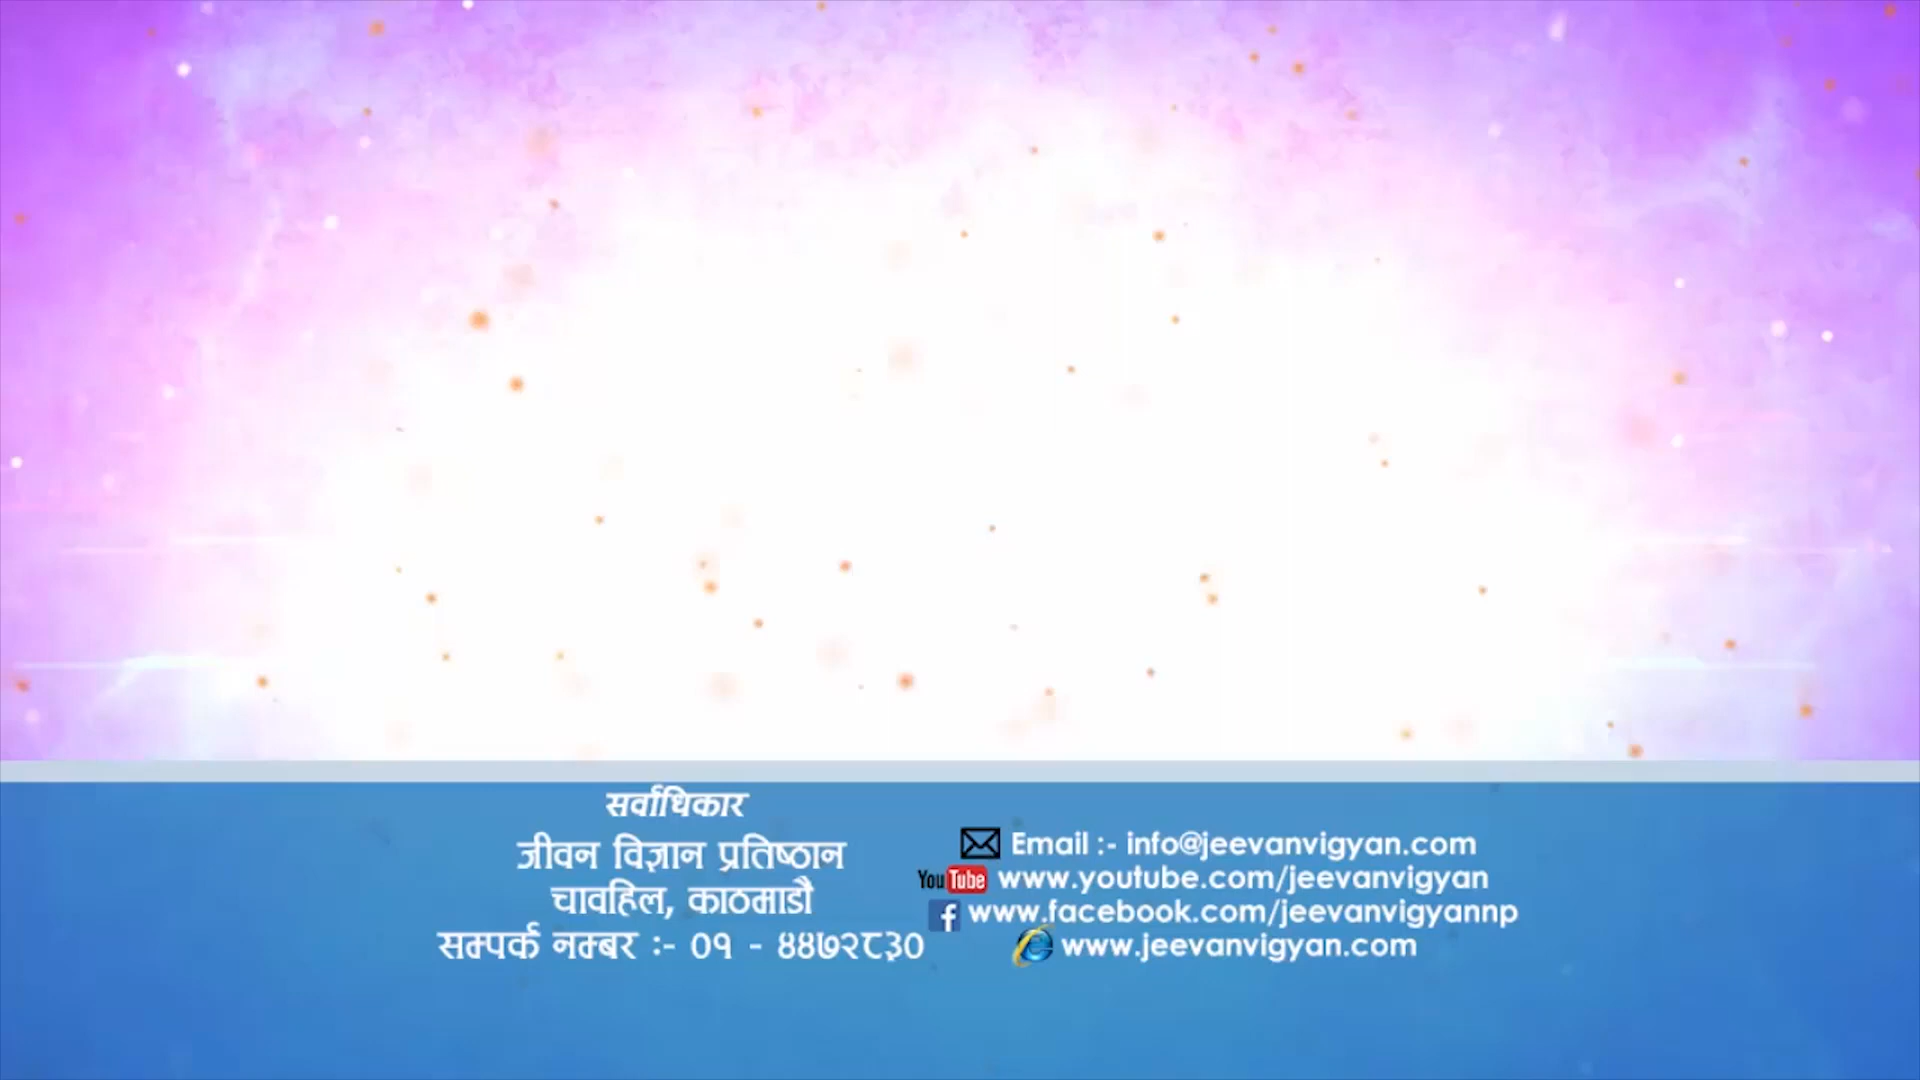 सर्वाधिकार
जीवन विज्ञान प्रतिष्ठान
चावहिल, काठमाडौ
सम्पर्क नम्बर :- ०१ - ४४७२८३०
Email :- info@jeevanvigyan.com
YouTube www.youtube.com/jeevanvigyan
f www.facebook.com/jeevanvigyannp
www.jeevanvigyan.com